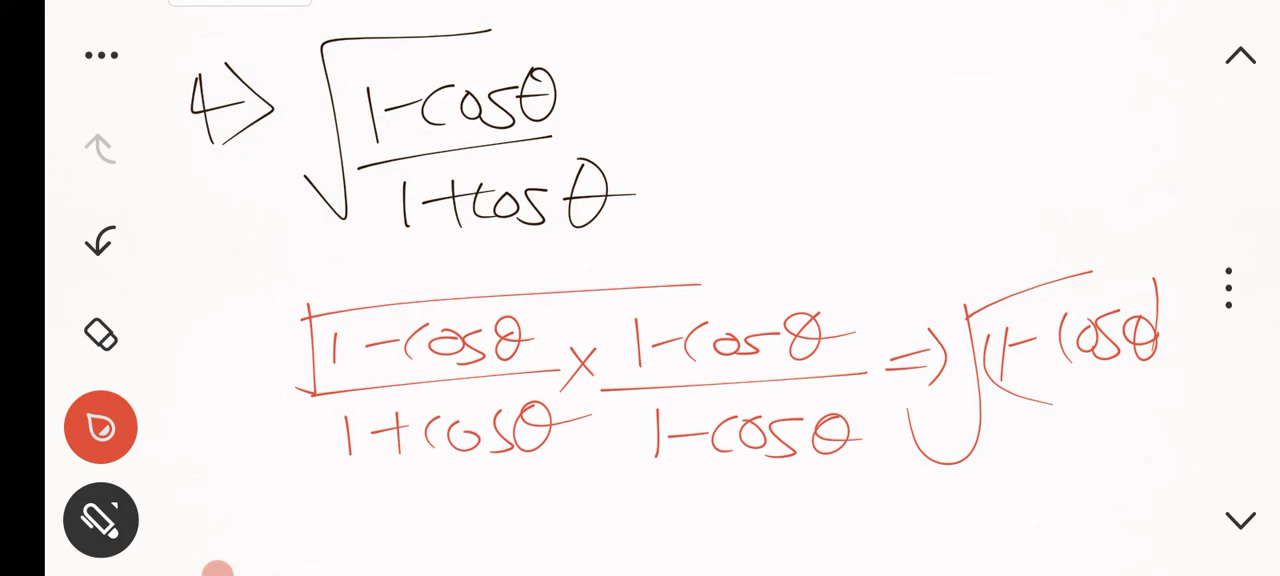 4> √(1-cosθ / 1+cosθ)
√(1-cosθ / 1+cosθ × 1-cosθ / 1-cosθ) => √(1-cosθ)